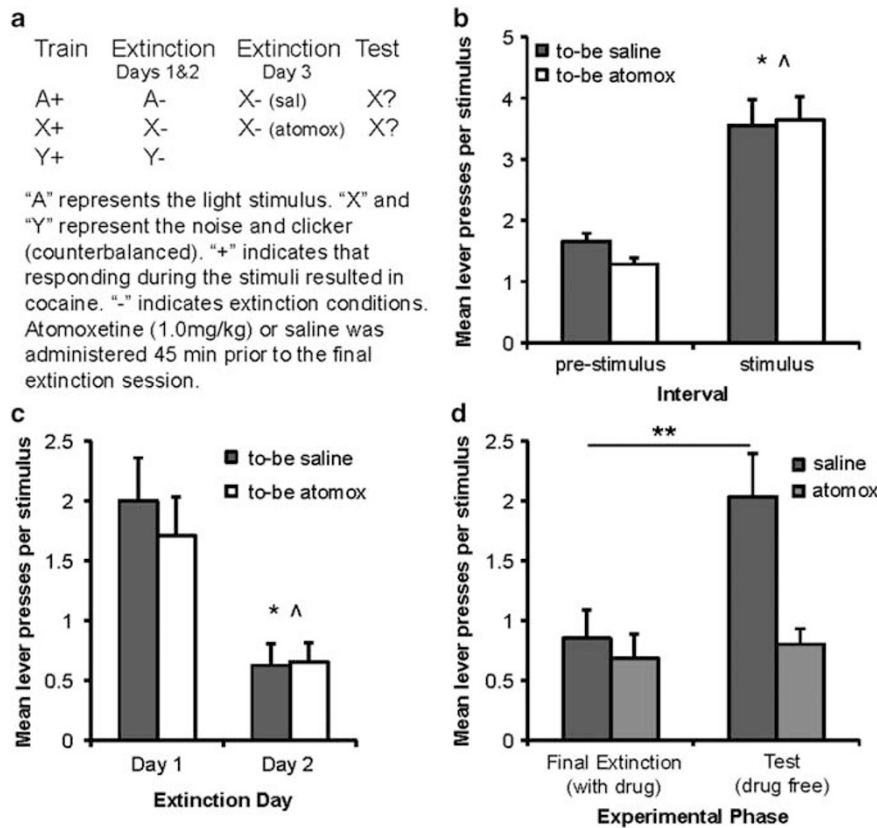 a
Train Extinction Extinction Test
Days 1&2 Day 3
A+ A- X- (sal) X?
X+ X- X- (atomox) X?
Y+ Y-
"A" represents the light stimulus. "X" and
"Y" represent the noise and clicker
(counterbalanced). "+" indicates that
responding during the stimuli resulted in
cocaine. "-" indicates extinction conditions.
Atomoxetine (1.0mg/kg) or saline was
administered 45 min prior to the final
extinction session.
b
Mean lever presses per stimulus
5
4
3
2
1
0
to-be saline
to-be atomox
* ^
pre-stimulus stimulus
Interval
c
Mean lever presses per stimulus
2.5
2
1.5
1
0.5
0
to-be saline
to-be atomox
* ^
Day 1 Day 2
Extinction Day
d
Mean lever presses per stimulus
2.5
2
1.5
1
0.5
0
**
saline
atomox
Final Extinction Test
(with drug) (drug free)
Experimental Phase